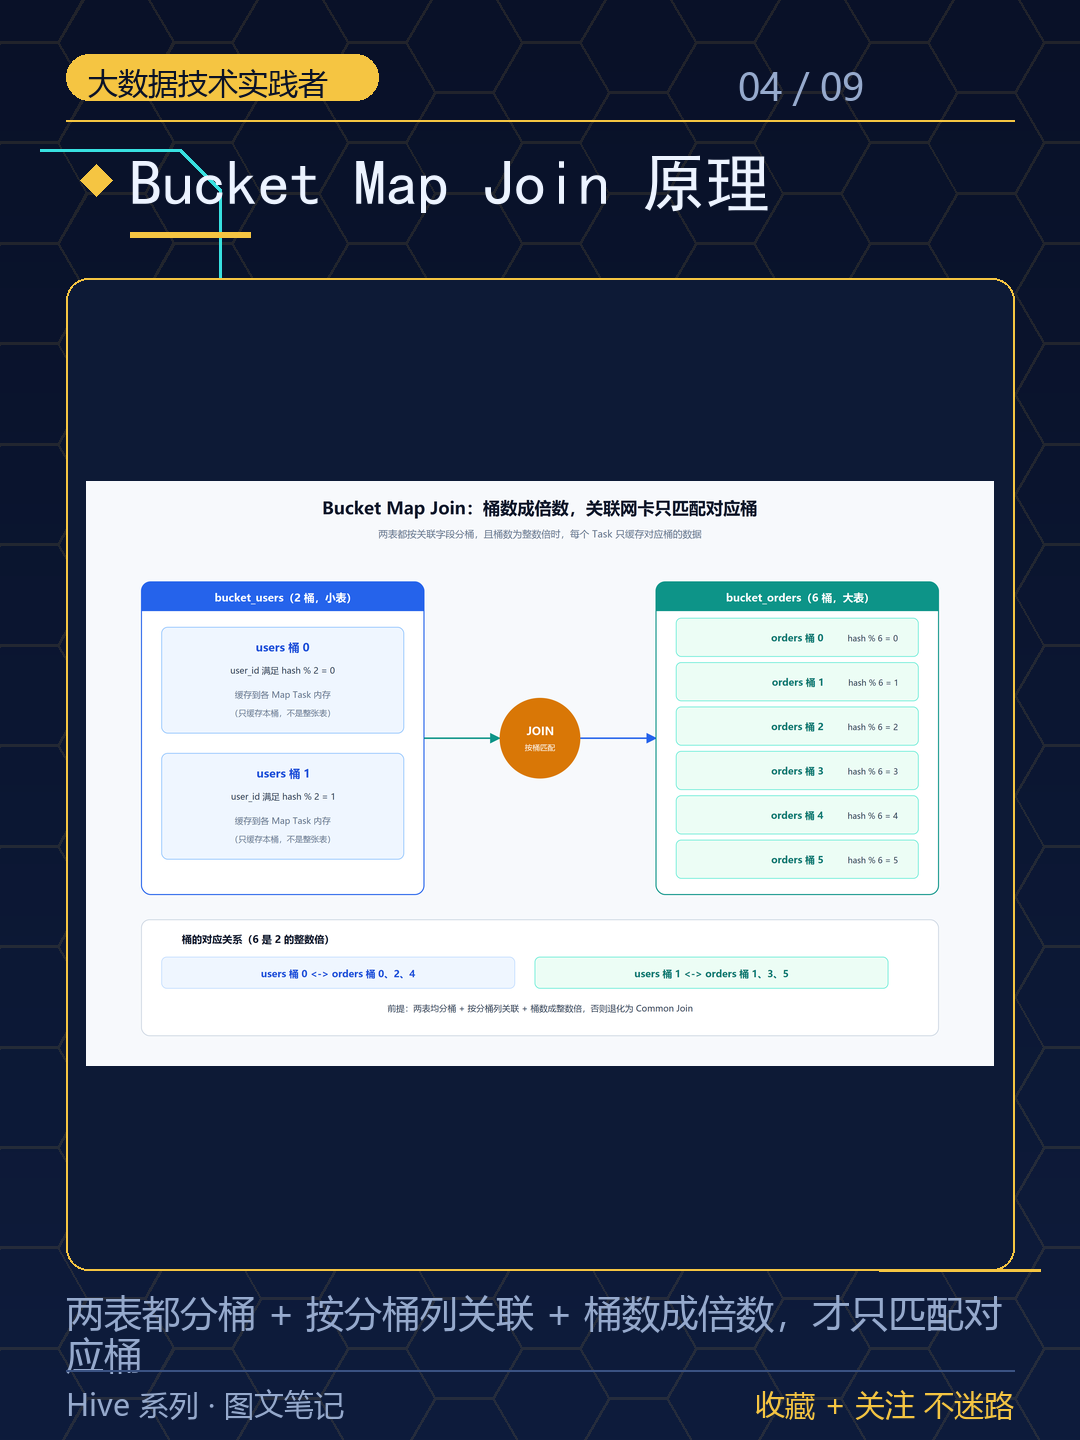 大数据技术实践者
04 / 09
Bucket Map Join 原理
Bucket Map Join：桶数成倍数，关联网卡只匹配对应桶
两表都按关联字段分桶，且桶数为整数倍时，每个 Task 只缓存对应桶的数据
bucket_users（2 桶，小表）
users 桶 0
user_id 满足 hash % 2 = 0
缓存到各 Map Task 内存
（只缓存本桶，不是整张表）
users 桶 1
user_id 满足 hash % 2 = 1
缓存到各 Map Task 内存
（只缓存本桶，不是整张表）
JOIN
按桶匹配
bucket_orders（6 桶，大表）
orders 桶 0 hash % 6 = 0
orders 桶 1 hash % 6 = 1
orders 桶 2 hash % 6 = 2
orders 桶 3 hash % 6 = 3
orders 桶 4 hash % 6 = 4
orders 桶 5 hash % 6 = 5
桶的对应关系（6 是 2 的整数倍）
users 桶 0 <-> orders 桶 0、2、4
users 桶 1 <-> orders 桶 1、3、5
前提：两表均分桶 + 按分桶列关联 + 桶数成整数倍，否则退化为 Common Join
两表都分桶 + 按分桶列关联 + 桶数成倍数，才只匹配对
应桶
Hive 系列 · 图文笔记
收藏 + 关注 不迷路